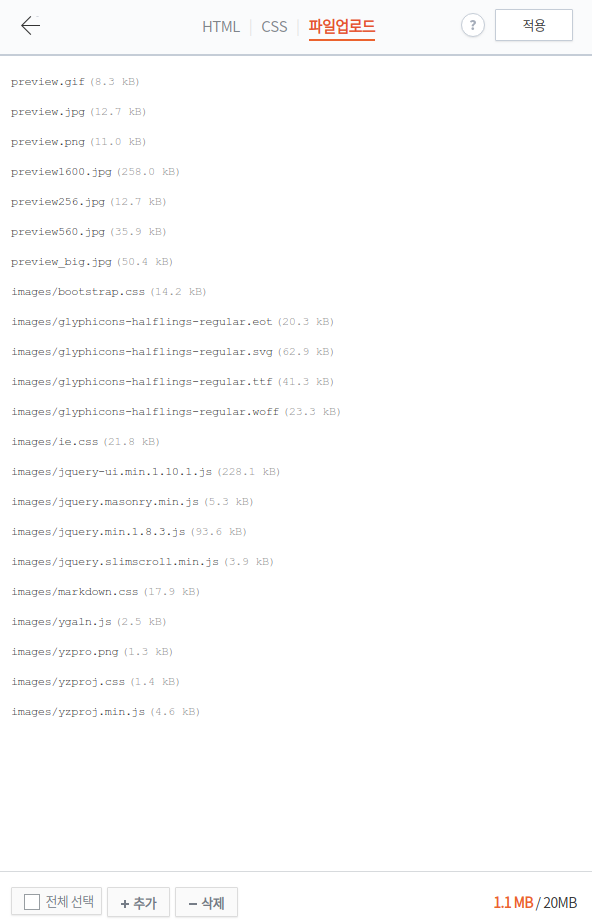 HTML CSS 파일업로드 ? 적용
preview.gif (8.3 kB)
preview.jpg (12.7 kB)
preview.png (11.0 kB)
preview1600.jpg (258.0 kB)
preview256.jpg (12.7 kB)
preview560.jpg (35.9 kB)
preview_big.jpg (50.4 kB)
images/bootstrap.css (14.2 kB)
images/glyphicons-halflings-regular.eot (20.3 kB)
images/glyphicons-halflings-regular.svg (62.9 kB)
images/glyphicons-halflings-regular.ttf (41.3 kB)
images/glyphicons-halflings-regular.woff (23.3 kB)
images/ie.css (21.8 kB)
images/jquery-ui.min.1.10.1.js (228.1 kB)
images/jquery.masonry.min.js (5.3 kB)
images/jquery.min.1.8.3.js (93.6 kB)
images/jquery.slimscroll.min.js (3.9 kB)
images/markdown.css (17.9 kB)
images/ygaln.js (2.5 kB)
images/yzpro.png (1.3 kB)
images/yzproj.css (1.4 kB)
images/yzproj.min.js (4.6 kB)
전체 선택 + 추가 − 삭제 1.1 MB / 20MB